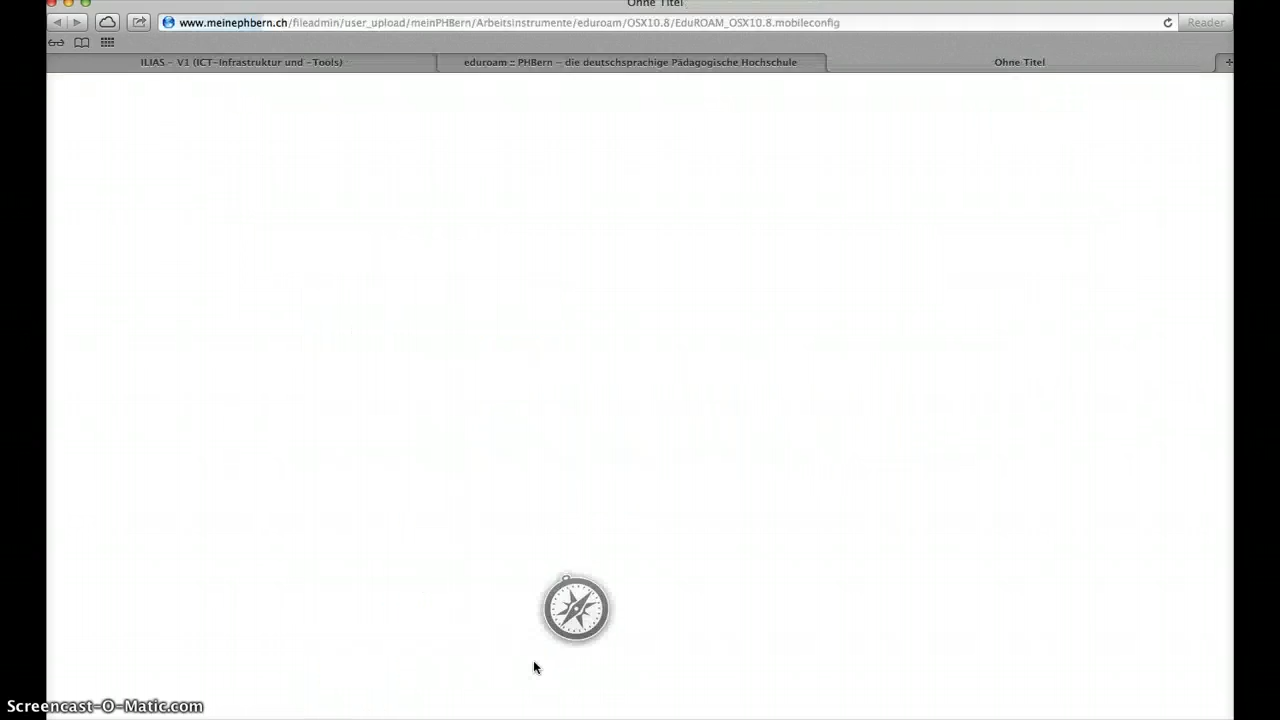 Ohne Titel
www.meinephbern.ch/fileadmin/user_upload/meinPHBern/Arbeitsinstrumente/eduroam/OSX10.8/EduROAM_OSX10.8.mobileconfig
Reader
ILIAS - V1 (ICT-Infrastruktur und -Tools)
eduroam :: PHBern – die deutschsprachige Pädagogische Hochschule
Ohne Titel
Screencast-O-Matic.com